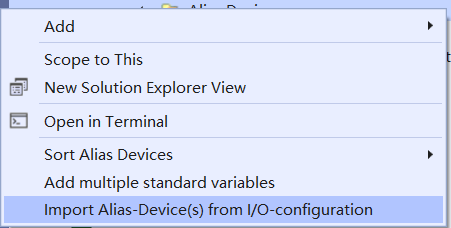 Add
Scope to This
New Solution Explorer View
Open in Terminal
Sort Alias Devices
Add multiple standard variables
Import Alias-Device(s) from I/O-configuration